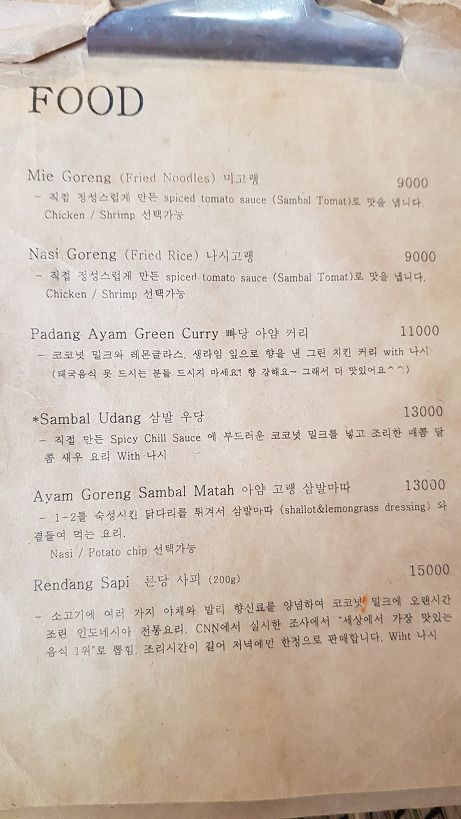 FOOD
Mie Goreng (Fried Noodles) 미고랭 9000
- 직접 정성스럽게 만든 spiced tomato sauce (Sambal Tomat)로 맛을 냅니다.
Chicken / Shrimp 선택가능
Nasi Goreng (Fried Rice) 나시고랭 9000
- 직접 정성스럽게 만든 spiced tomato sauce (Sambal Tomat)로 맛을 냅니다.
Chicken / Shrimp 선택가능
Padang Ayam Green Curry 빠당 아얌 커리 11000
- 코코넛 밀크와 레몬글라스, 생라임 잎으로 향을 낸 그린 치킨 커리 with 나시
(태국음식 못 드시는 분들 드시지 마세요! 향 강해요~ 그래서 더 맛있어요^^)
*Sambal Udang 삼발 우당 13000
- 직접 만든 Spicy Chill Sauce 에 부드러운 코코넛 밀크를 넣고 조리한 매콤 달
콤 새우 요리 With 나시
Ayam Goreng Sambal Matah 아얌 고랭 삼발마따 13000
- 1-2틀 숙성시킨 닭다리를 튀겨서 삼발마따 (shallot&lemongrass dressing) 와
곁들여 먹는 요리.
Nasi / Potato chip 선택가능
Rendang Sapi 른당 사피 (200g) 15000
- 소고기에 여러 가지 야채와 발리 향신료를 양념하여 코코넛 밀크에 오랜시간
조린 인도네시아 전통요리. CNN에서 실시한 조사에서 "세상에서 가장 맛있는
음식 1위"로 뽑힘. 조리시간이 길어 저녁에만 한정으로 판매합니다. Wiht 나시